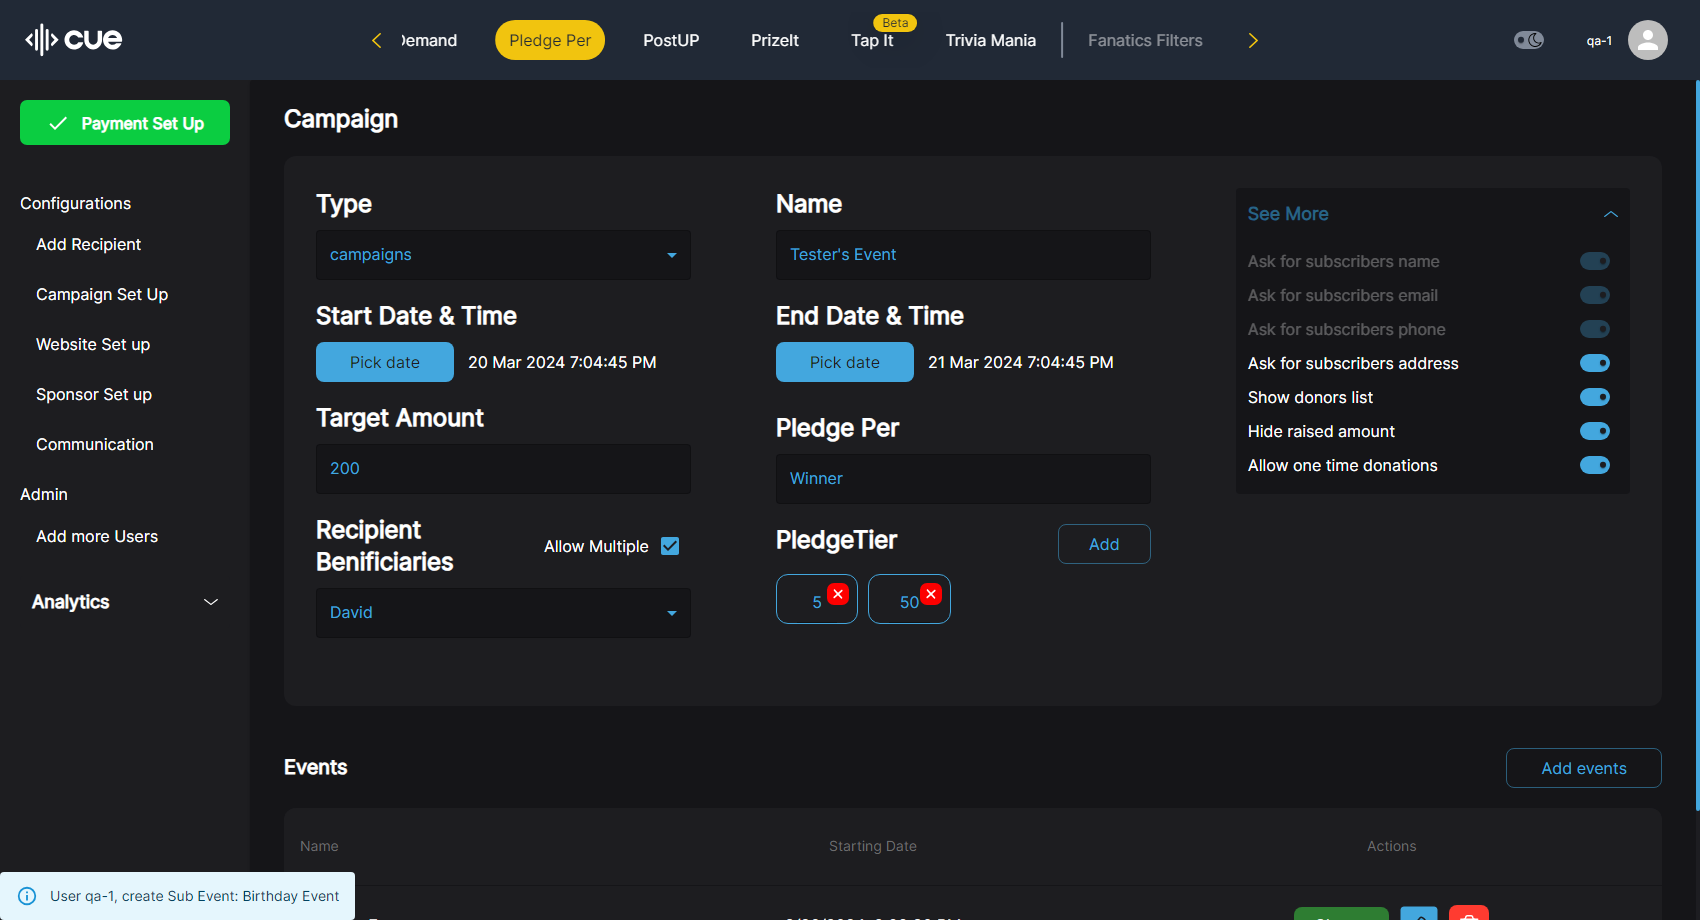 cue
Demand
Pledge Per
PostUP
PrizeIt
Beta
Tap It
Trivia Mania
Fanatics Filters
qa-1
Payment Set Up
Configurations
Add Recipient
Campaign Set Up
Website Set up
Sponsor Set up
Communication
Admin
Add more Users
Analytics
Campaign
Type
campaigns
Name
Tester's Event
Start Date & Time
Pick date 20 Mar 2024 7:04:45 PM
End Date & Time
Pick date 21 Mar 2024 7:04:45 PM
Target Amount
200
Pledge Per
Winner
Recipient
Benificiaries
Allow Multiple
David
PledgeTier
Add
5
50
See More
Ask for subscribers name
Ask for subscribers email
Ask for subscribers phone
Ask for subscribers address
Show donors list
Hide raised amount
Allow one time donations
Events
Add events
Name Starting Date Actions
User qa-1, create Sub Event: Birthday Event